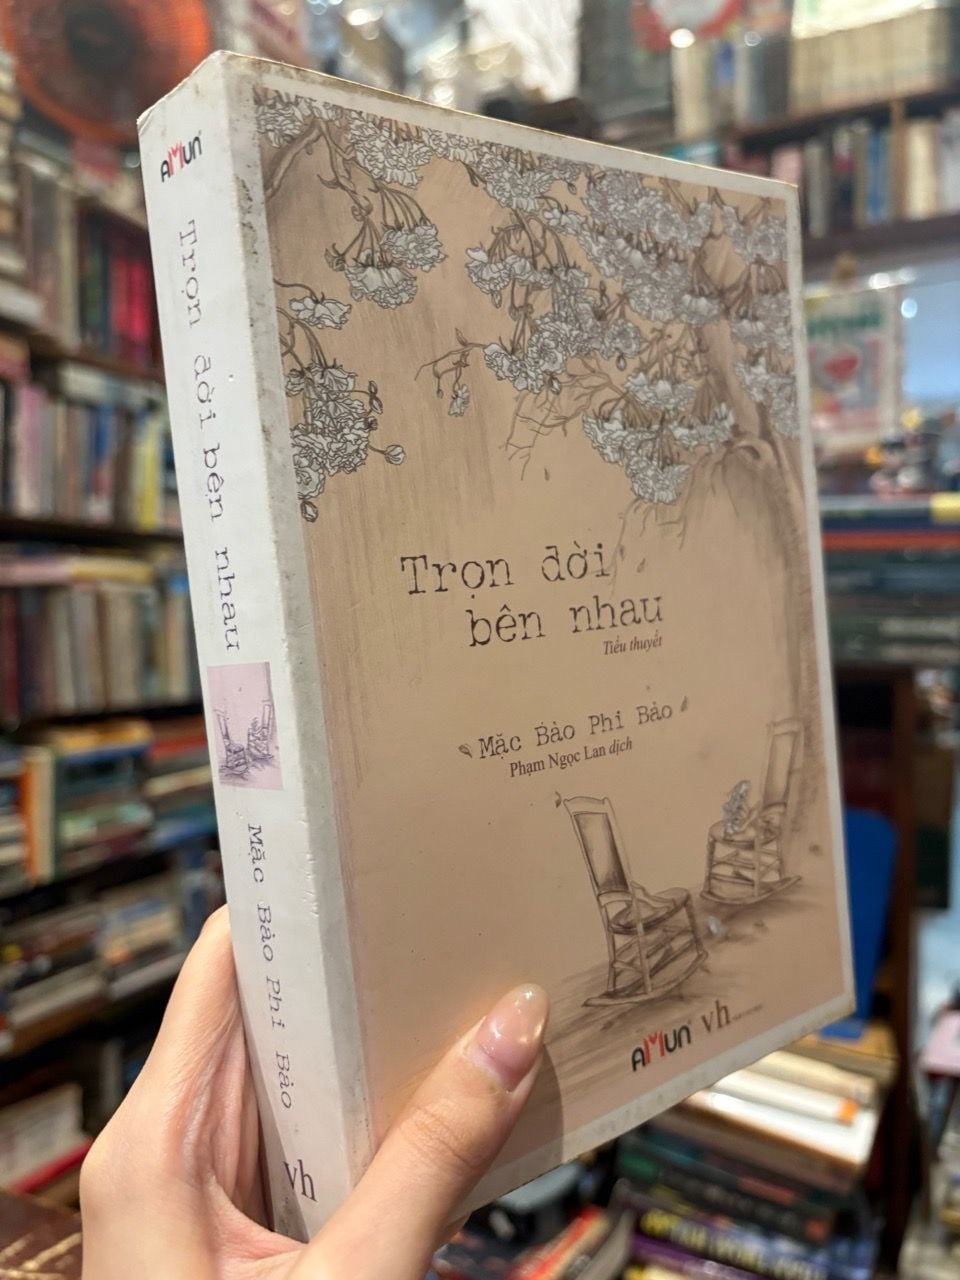 AMUN
Trọn đời bên nhau
Mặc Bảo Phi Bảo
vh
Trọn đời
bên nhau
Tiểu thuyết
Mặc Bảo Phi Bảo
Phạm Ngọc Lan dịch
AMUN
vh